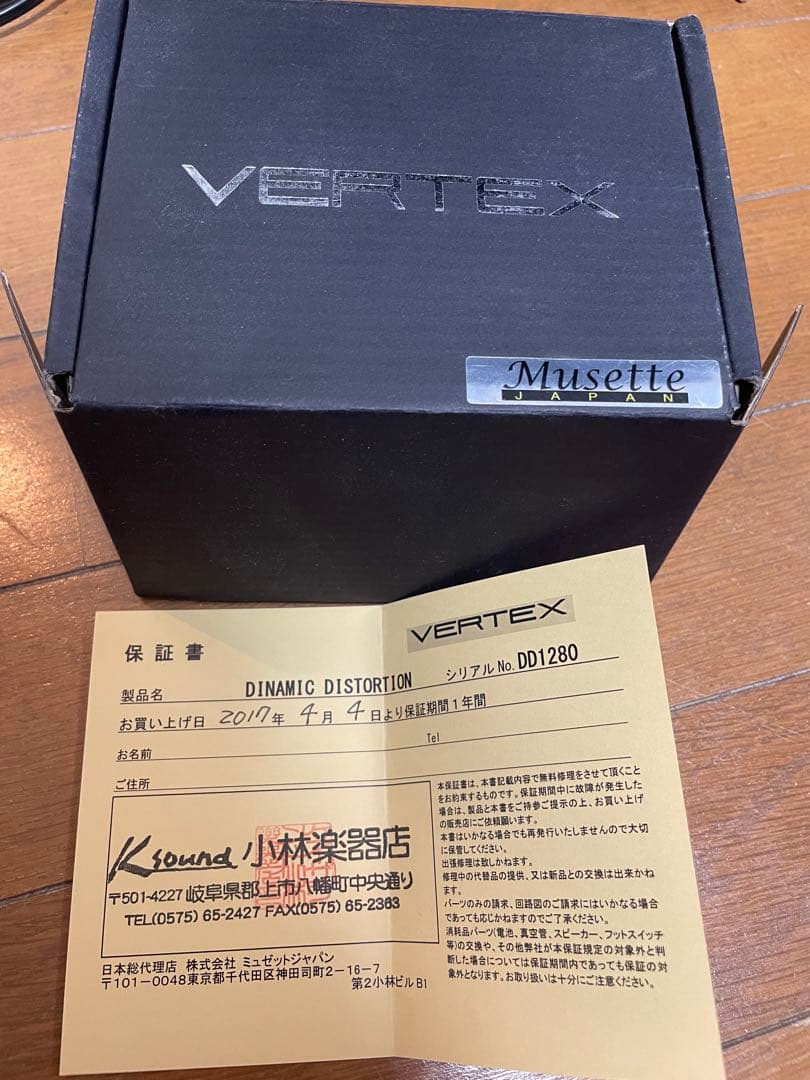 VERTEX
Musette
JAPAN
VERTEX
保証書
製品名 DINAMIC DISTORTION シリアルNo. DD1280
お買い上げ日 2017年 4月 4日より保証期間1年間
お名前 Tel
ご住所
K sound 小林楽器店
〒501-4227 岐阜県郡上市八幡町中央通り
TEL(0575) 65-2427 FAX(0575) 65-2363
日本総代理店 株式会社 ミュゼットジャパン
〒101-0048東京都千代田区神田司町2-16-7
第2小林ビルB1
本保証書は、本書記載内容で無料修理をさせて頂くこと
をお約束するものです。保証期間中に故障が発生した
場合は、製品と本書をご持参ご提示の上、お買い上げ
の販売店にご依頼願います。
本書はいかなる場合でも再発行いたしませんので大切
に保管してください。
出張修理は致しかねます。
修理中の代替品の提供、又は新品との交換は出来かね
ます。
パーツのみの請求、回路図のご請求にはいかなる場合
であっても応じかねますのでご了承ください。
消耗品パーツ(電池、真空管、スピーカー、フットスイッチ
等)の交換や、その他弊社が本保証規定の対象外と判
断した場合については保証期間内であっても保証の対
象外となります。お取り扱いは十分にご注意ください。